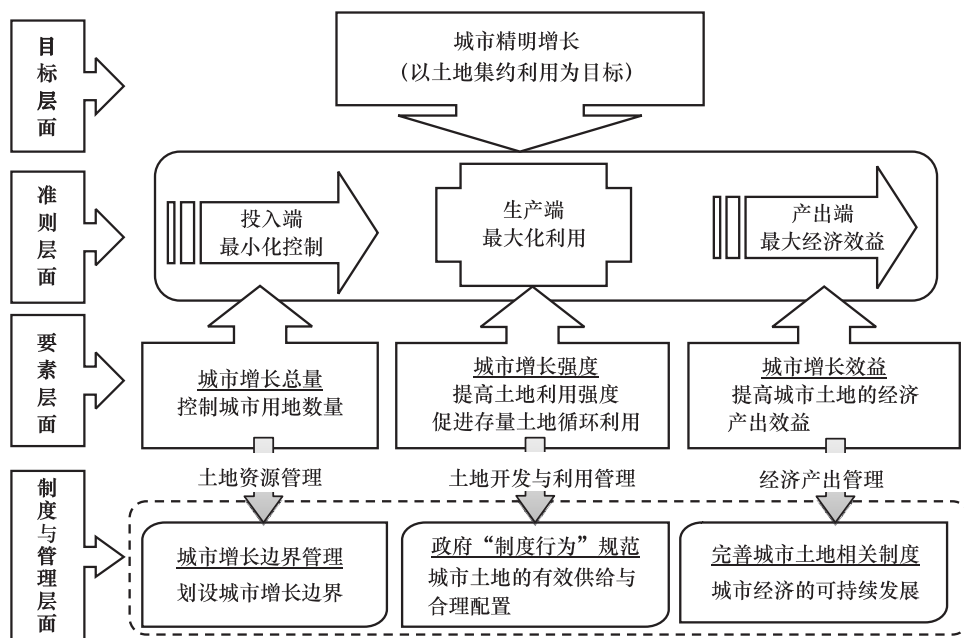 目标层面
城市精明增长
(以土地集约利用为目标)
准则层面
投入端
最小化控制
生产端
最大化利用
产出端
最大经济效益
要素层面
城市增长总量
控制城市用地数量
城市增长强度
提高土地利用强度
促进存量土地循环利用
城市增长效益
提高城市土地的经济
产出效益
土地资源管理
土地开发与利用管理
经济产出管理
制度与管理层面
城市增长边界管理
划设城市增长边界
政府“制度行为”规范
城市土地的有效供给与
合理配置
完善城市土地相关制度
城市经济的可持续发展